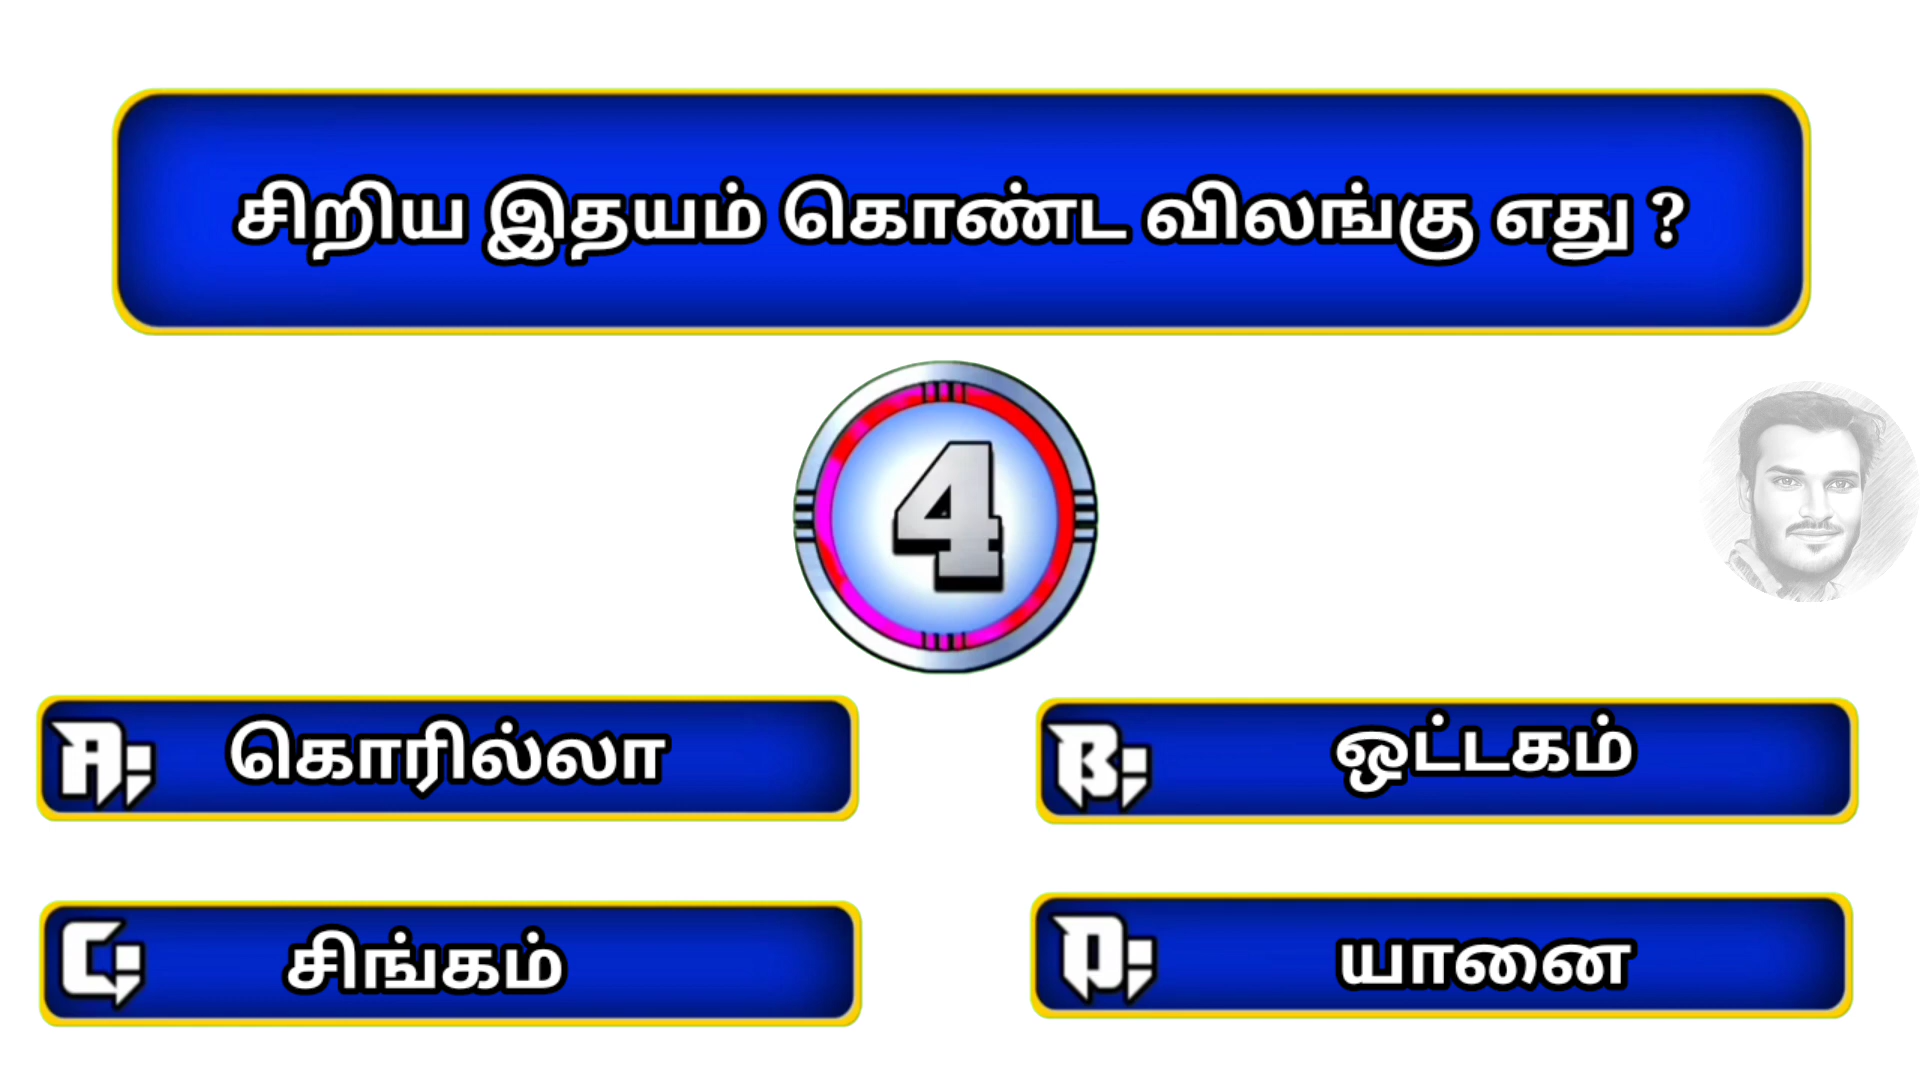 சிறிய இதயம் கொண்ட விலங்கு எது ?
4
A: கொரில்லா
B: ஒட்டகம்
C: சிங்கம்
D: யானை